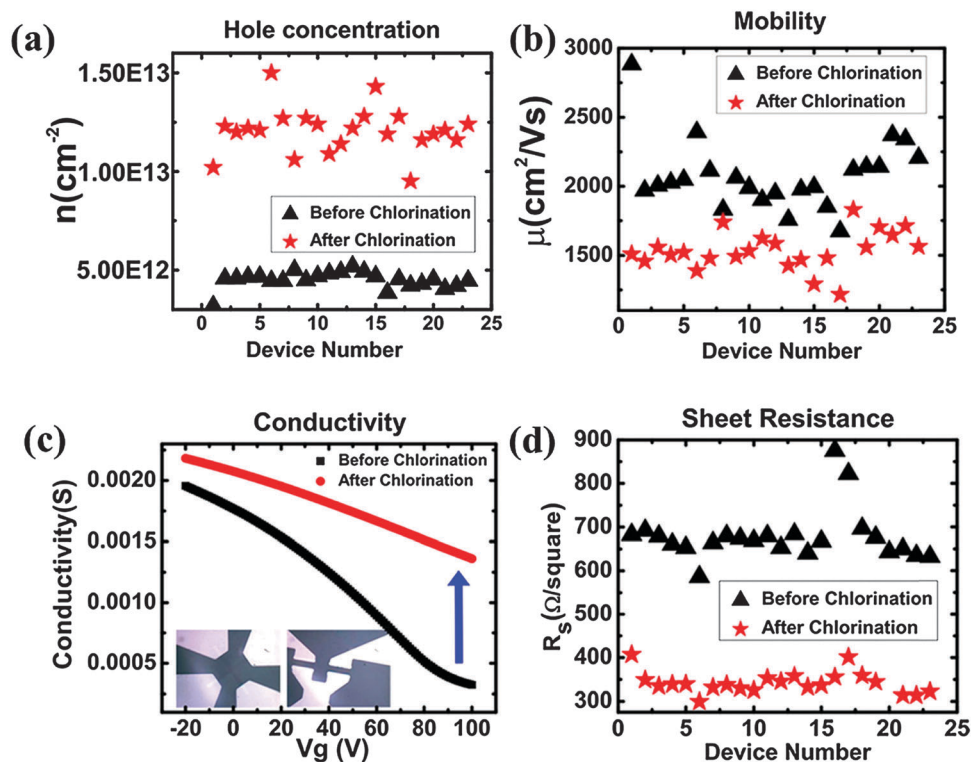 (a)
Hole concentration
1.50E13
1.00E13
5.00E12
n(cm⁻²)
Before Chlorination
After Chlorination
0 5 10 15 20 25
Device Number
(b)
Mobility
3000
2500
2000
1500
μ(cm²/Vs)
Before Chlorination
After Chlorination
0 5 10 15 20 25
Device Number
(c)
Conductivity
0.0020
0.0015
0.0010
0.0005
Conductivity(S)
Before Chlorination
After Chlorination
-20 0 20 40 60 80 100
Vg (V)
(d)
Sheet Resistance
900
800
700
600
500
400
300
Rₛ(Ω/square)
Before Chlorination
After Chlorination
0 5 10 15 20 25
Device Number